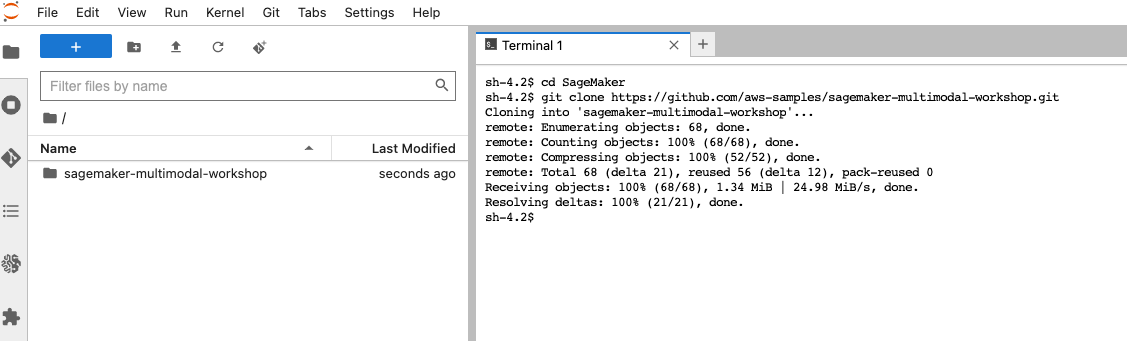 File Edit View Run Kernel Git Tabs Settings Help
+
Filter files by name
/
Name Last Modified
sagemaker-multimodal-workshop seconds ago
Terminal 1
sh-4.2$ cd SageMaker
sh-4.2$ git clone https://github.com/aws-samples/sagemaker-multimodal-workshop.git
Cloning into 'sagemaker-multimodal-workshop'...
remote: Enumerating objects: 68, done.
remote: Counting objects: 100% (68/68), done.
remote: Compressing objects: 100% (52/52), done.
remote: Total 68 (delta 21), reused 56 (delta 12), pack-reused 0
Receiving objects: 100% (68/68), 1.34 MiB | 24.98 MiB/s, done.
Resolving deltas: 100% (21/21), done.
sh-4.2$